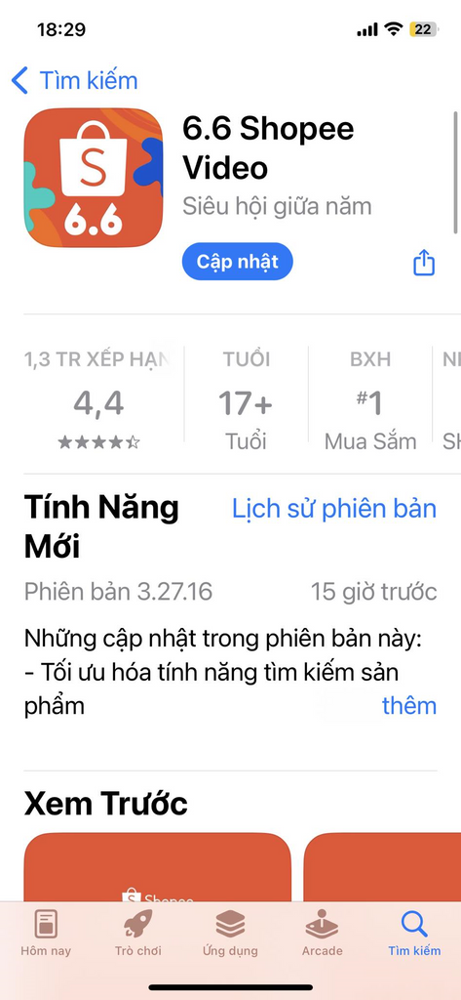 18:29
22
Tìm kiếm
S
6.6
6.6 Shopee
Video
Siêu hội giữa năm
Cập nhật
1,3 TR XẾP HẠN
TUỔI
BXH
4,4
17+
#1
Tuổi
Mua Sắm
Tính Năng
Mới
Lịch sử phiên bản
Phiên bản 3.27.16
15 giờ trước
Những cập nhật trong phiên bản này:
- Tối ưu hóa tính năng tìm kiếm sản
phẩm
thêm
Xem Trước
Shopee
Hôm nay
Trò chơi
Ứng dụng
Arcade
Tìm kiếm